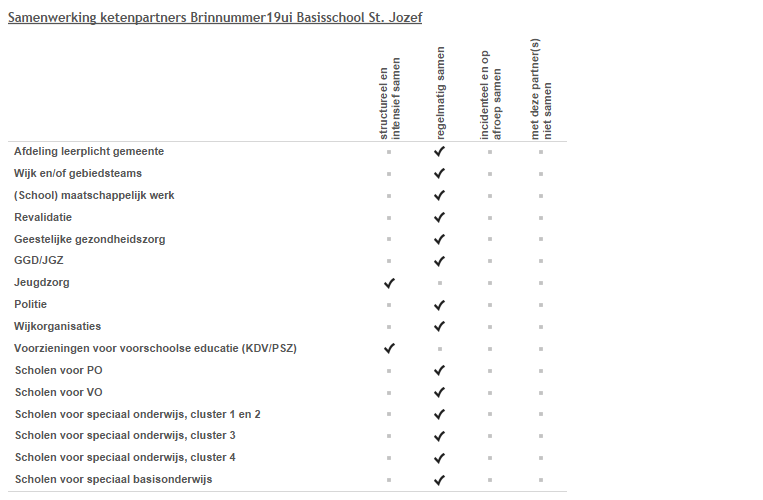 Samenwerking ketenpartners Brinnummer19ui Basisschool St. Jozef
structureel en
intensief samen
regelmatig samen
incidenteel en op
afroep samen
met deze partner(s)
niet samen
Afdeling leerplicht gemeente
Wijk en/of gebiedsteams
(School) maatschappelijk werk
Revalidatie
Geestelijke gezondheidszorg
GGD/JGZ
Jeugdzorg
Politie
Wijkorganisaties
Voorzieningen voor voorschoolse educatie (KDV/PSZ)
Scholen voor PO
Scholen voor VO
Scholen voor speciaal onderwijs, cluster 1 en 2
Scholen voor speciaal onderwijs, cluster 3
Scholen voor speciaal onderwijs, cluster 4
Scholen voor speciaal basisonderwijs